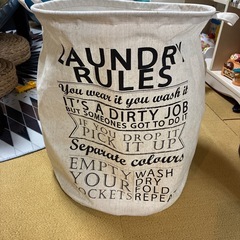 LAUNDRY
RULES
You wear it you wash it
IT'S A DIRTY JOB
BUT SOMEONES GOT TO DO IT
IF YOU DROP IT
PICK IT UP
Separate colours
EMPTY
YOUR
POCKETS
WASH
DRY
FOLD
REPEAT